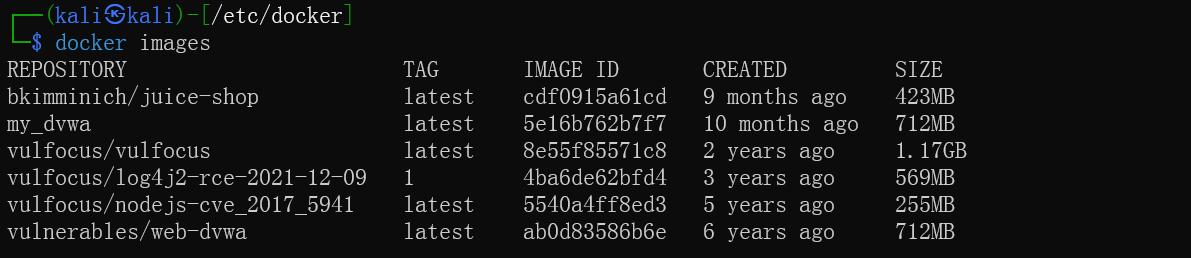 ┌──(kali㉿kali)-[/etc/docker]
└─$ docker images
REPOSITORY                       TAG       IMAGE ID       CREATED         SIZE
bkimminich/juice-shop            latest    cdf0915a61cd   9 months ago    423MB
my_dvwa                          latest    5e16b762b7f7   10 months ago   712MB
vulfocus/vulfocus                latest    8e55f85571c8   2 years ago     1.17GB
vulfocus/log4j2-rce-2021-12-09   1         4ba6de62bfd4   3 years ago     569MB
vulfocus/nodejs-cve_2017_5941    latest    5540a4ff8ed3   5 years ago     255MB
vulnerables/web-dvwa             latest    ab0d83586b6e   6 years ago     712MB